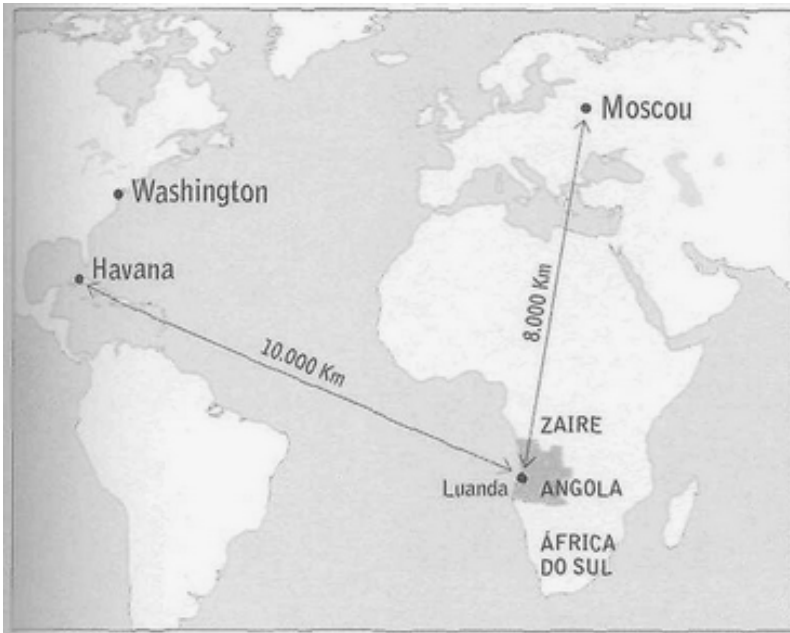 Moscou
Washington
Havana
10.000 Km
8.000 Km
ZAIRE
Luanda
ANGOLA
ÁFRICA
DO SUL